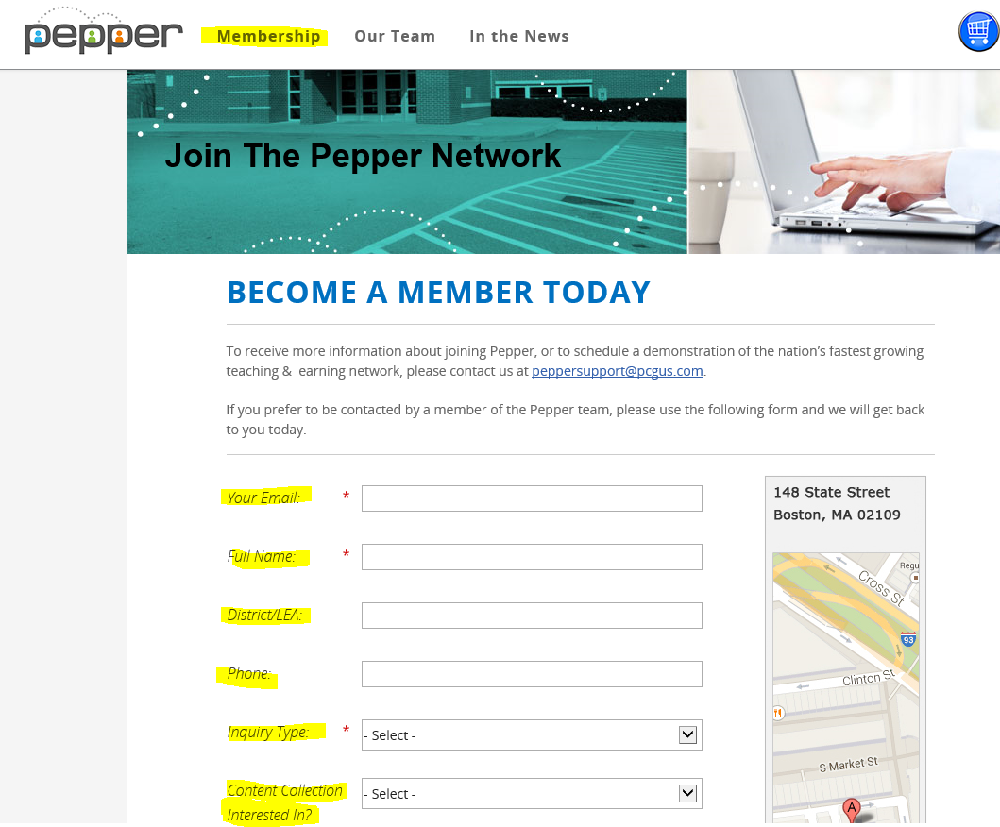 pepper
Membership
Our Team
In the News
Join The Pepper Network
BECOME A MEMBER TODAY
To receive more information about joining Pepper, or to schedule a demonstration of the nation's fastest growing
teaching & learning network, please contact us at peppersupport@pcgus.com.
If you prefer to be contacted by a member of the Pepper team, please use the following form and we will get back
to you today.
Your Email: *
Full Name: *
District/LEA:
Phone:
Inquiry Type: * - Select -
Content Collection
Interested In?
- Select -
148 State Street
Boston, MA 02109
Regu
Cross St
93
Clinton St
S Market St
A